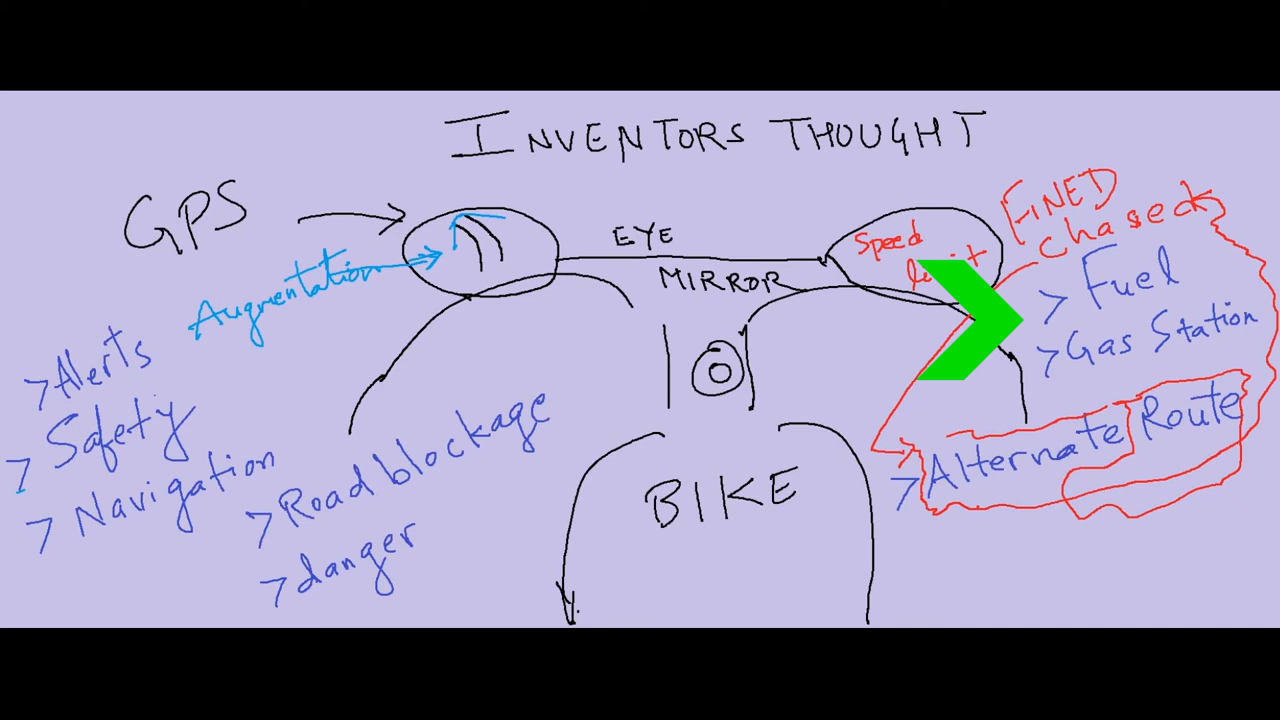 INVENTORS THOUGHT
GPS
EYE
MIRROR
Augmentation
Speed
limit
FINED
chased
> Fuel
> Gas Station
> Alternate Route
> Alerts
> Safety
> Navigation
> Road blockage
> danger
BIKE